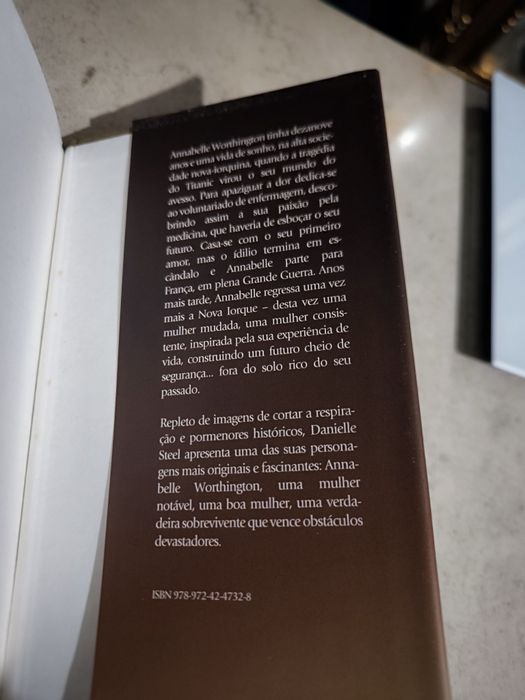 Annabelle Worthington tinha dezanove
anos e uma vida de sonho, na alta socie-
dade nova-iorquina, quando a tragédia
do Titanic virou o seu mundo do
avesso. Para apaziguar a dor dedica-se
ao voluntariado de enfermagem, desco-
brindo assim a sua paixão pela
medicina, que haveria de esboçar o seu
futuro. Casa-se com o seu primeiro
amor, mas o idílio termina em es-
cândalo e Annabelle parte para
França, em plena Grande Guerra. Anos
mais tarde, Annabelle regressa uma vez
mais a Nova Iorque – desta vez uma
mulher mudada, uma mulher consis-
tente, inspirada pela sua experiência de
vida, construindo um futuro cheio de
segurança... fora do solo rico do seu
passado.
Repleto de imagens de cortar a respira-
ção e pormenores históricos, Danielle
Steel apresenta uma das suas persona-
gens mais originais e fascinantes: Anna-
belle Worthington, uma mulher
notável, uma boa mulher, uma verda-
deira sobrevivente que vence obstáculos
devastadores.
ISBN 978-972-42-4732-8